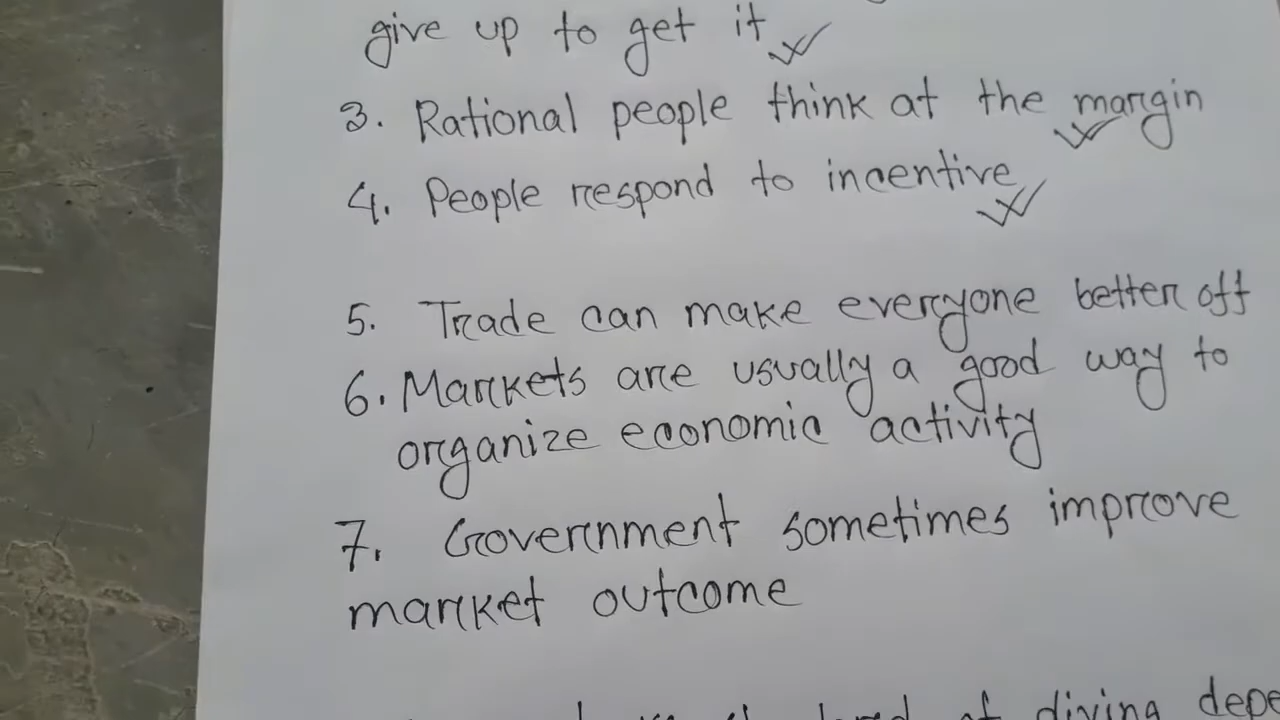 give up to get it
3. Rational people think at the margin
4. People respond to incentive
5. Trade can make everyone better off
6. Markets are usually a good way to
organize economic activity
7. Government sometimes improve
market outcome
of living